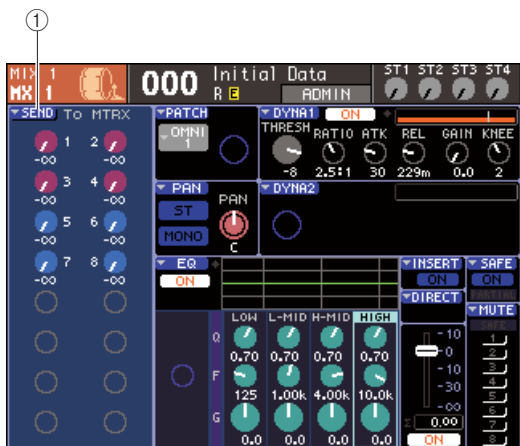 ①
MIX 1
MX 1
000
Initial Data
R E
ADMIN
ST1 ST2 ST3 ST4
SEND TO MTRX
1 2
-∞ -∞
3 4
-∞ -∞
5 6
-∞ -∞
7 8
-∞ -∞
PATCH
OMNI
1
DYNA1 ON
THRESH RATIO ATK REL GAIN KNEE
-8 2.5:1 30 229m 0.0 2
PAN
ST
MONO
PAN
C
DYNA2
EQ
ON
LOW L-MID H-MID HIGH
Q
0.70 0.70 0.70 0.70
F
125 1.00k 4.00k 10.0k
G
0.0 0.0 0.0 0.0
INSERT
ON
DIRECT
-10
-0
-10
-30
-∞
Σ 0.00
ON
SAFE
ON
PARTIAL
MUTE
SAFE
1
2
3
4
5
6
7
8